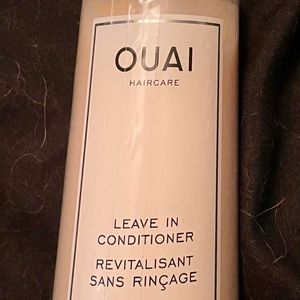 OUAI
HAIRCARE
LEAVE IN
CONDITIONER
REVITALISANT
SANS RINÇAGE